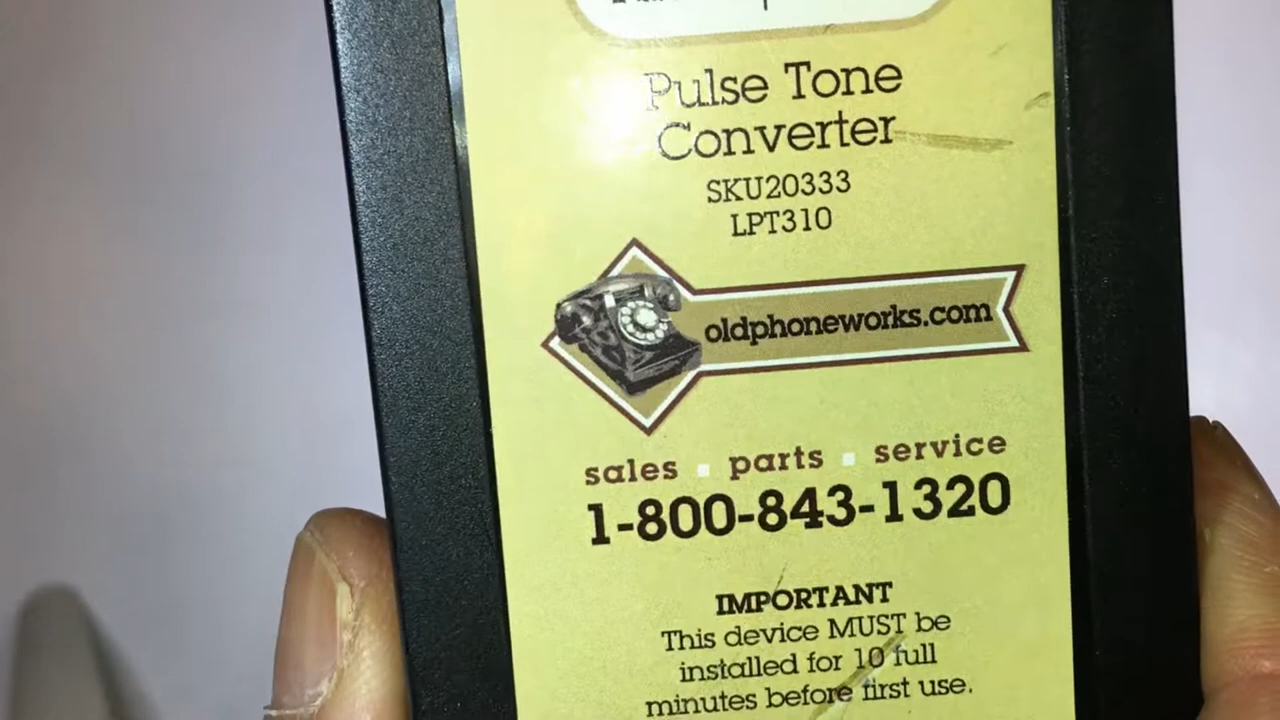 Pulse Tone
Converter
SKU20333
LPT310
oldphoneworks.com
sales ▪ parts ▪ service
1-800-843-1320
IMPORTANT
This device MUST be
installed for 10 full
minutes before first use.